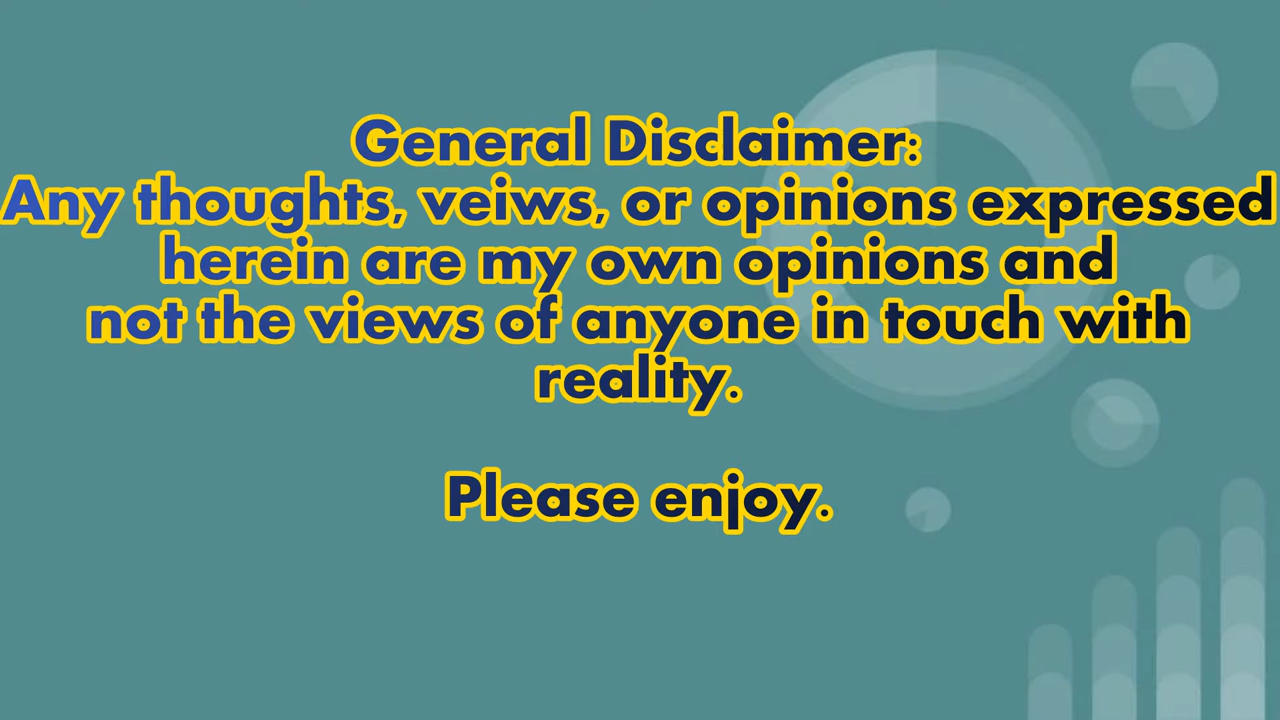 General Disclaimer:
Any thoughts, veiws, or opinions expressed
herein are my own opinions and
not the views of anyone in touch with
reality.
Please enjoy.